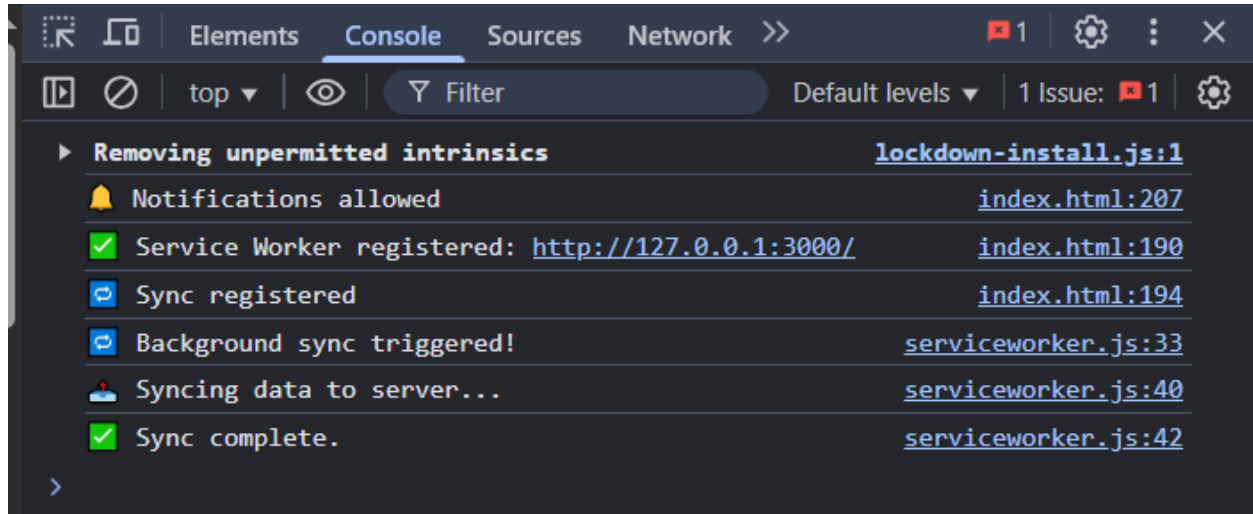 Elements Console Sources Network 1
top Filter Default levels 1 Issue: 1
Removing unpermitted intrinsics lockdown-install.js:1
🔔 Notifications allowed index.html:207
✅ Service Worker registered: http://127.0.0.1:3000/ index.html:190
🔁 Sync registered index.html:194
🔁 Background sync triggered! serviceworker.js:33
📤 Syncing data to server... serviceworker.js:40
✅ Sync complete. serviceworker.js:42